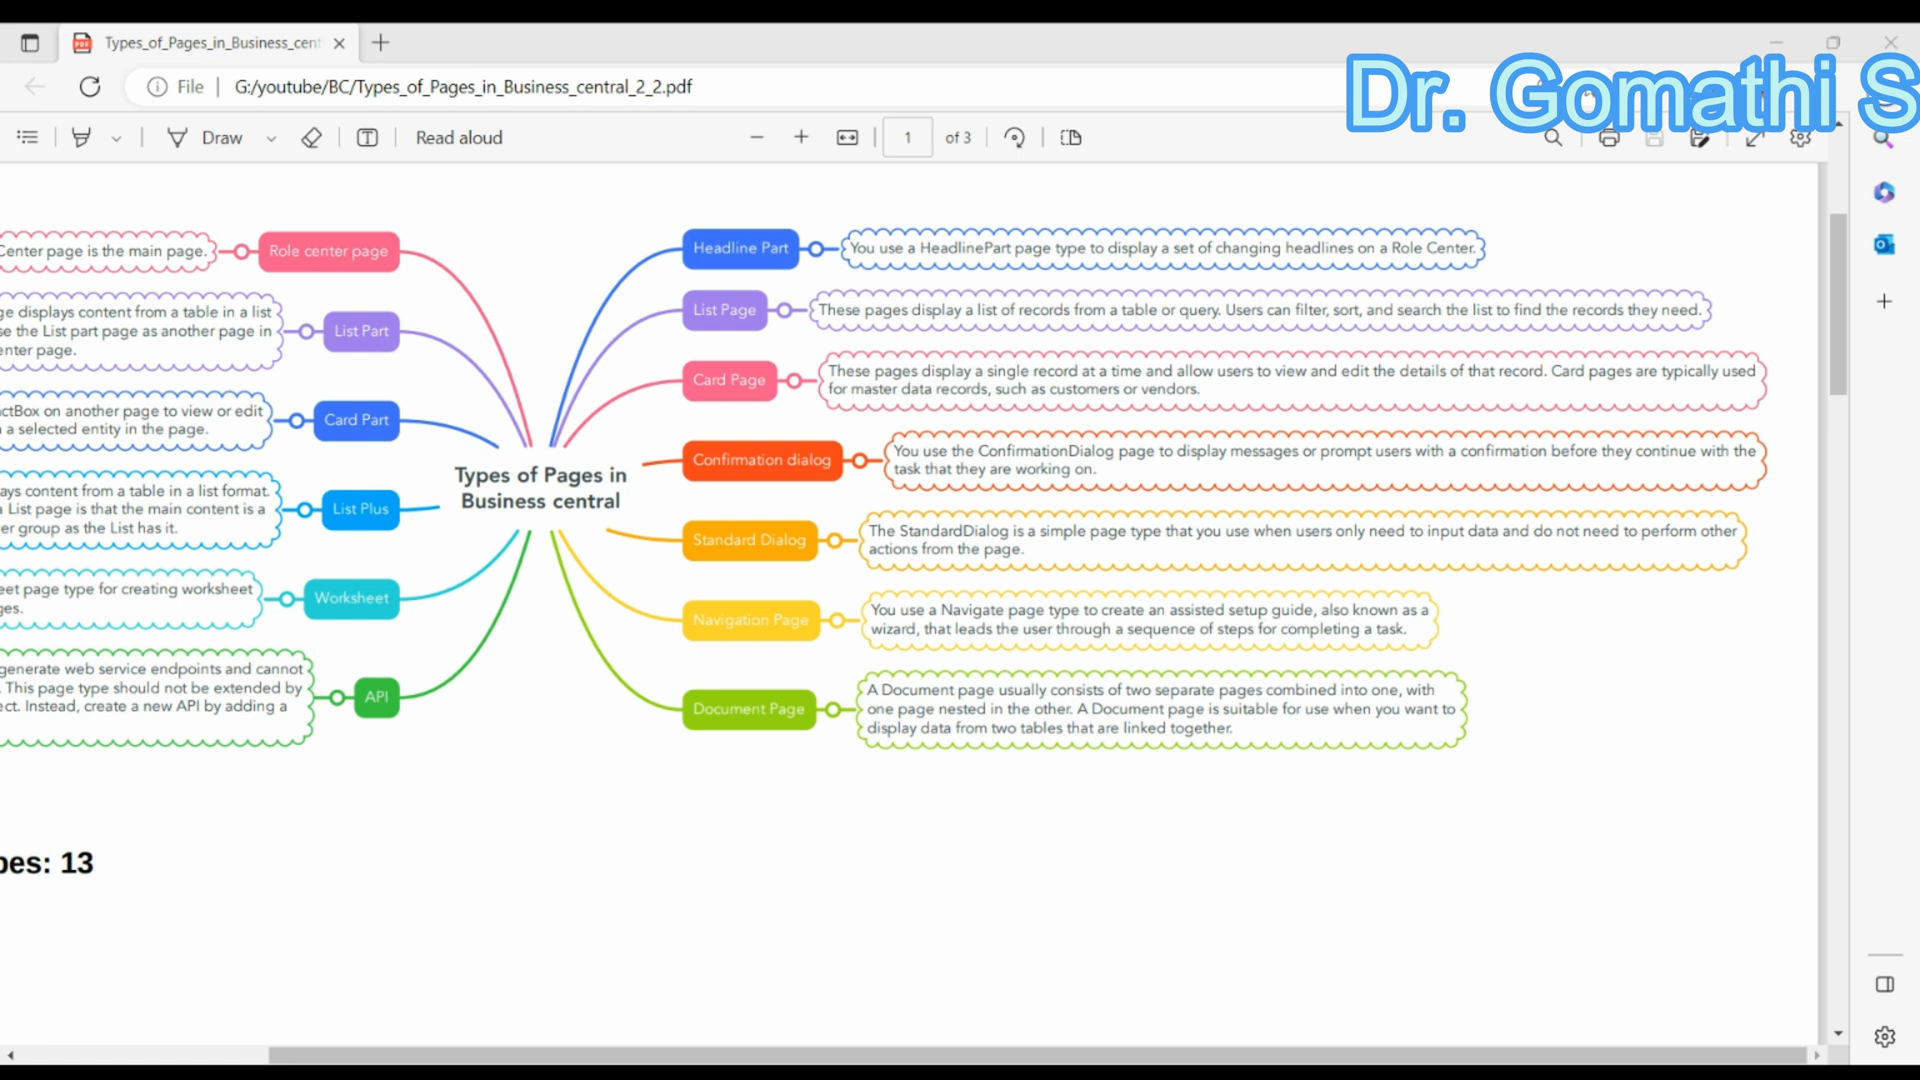 Types_of_Pages_in_Business_cent
File
G:/youtube/BC/Types_of_Pages_in_Business_central_2_2.pdf
Dr. Gomathi S
Draw
Read aloud
1
of 3
Center page is the main page.
Role center page
ge displays content from a table in a list
se the List part page as another page in
enter page.
List Part
actBox on another page to view or edit
a selected entity in the page.
Card Part
ays content from a table in a list format.
a List page is that the main content is a
er group as the List has it.
List Plus
eet page type for creating worksheet
ges.
Worksheet
generate web service endpoints and cannot
. This page type should not be extended by
ect. Instead, create a new API by adding a
API
Types of Pages in
Business central
Headline Part
You use a HeadlinePart page type to display a set of changing headlines on a Role Center.
List Page
These pages display a list of records from a table or query. Users can filter, sort, and search the list to find the records they need.
Card Page
These pages display a single record at a time and allow users to view and edit the details of that record. Card pages are typically used
for master data records, such as customers or vendors.
Confirmation dialog
You use the ConfirmationDialog page to display messages or prompt users with a confirmation before they continue with the
task that they are working on.
Standard Dialog
The StandardDialog is a simple page type that you use when users only need to input data and do not need to perform other
actions from the page.
Navigation Page
You use a Navigate page type to create an assisted setup guide, also known as a
wizard, that leads the user through a sequence of steps for completing a task.
Document Page
A Document page usually consists of two separate pages combined into one, with
one page nested in the other. A Document page is suitable for use when you want to
display data from two tables that are linked together.
pes: 13